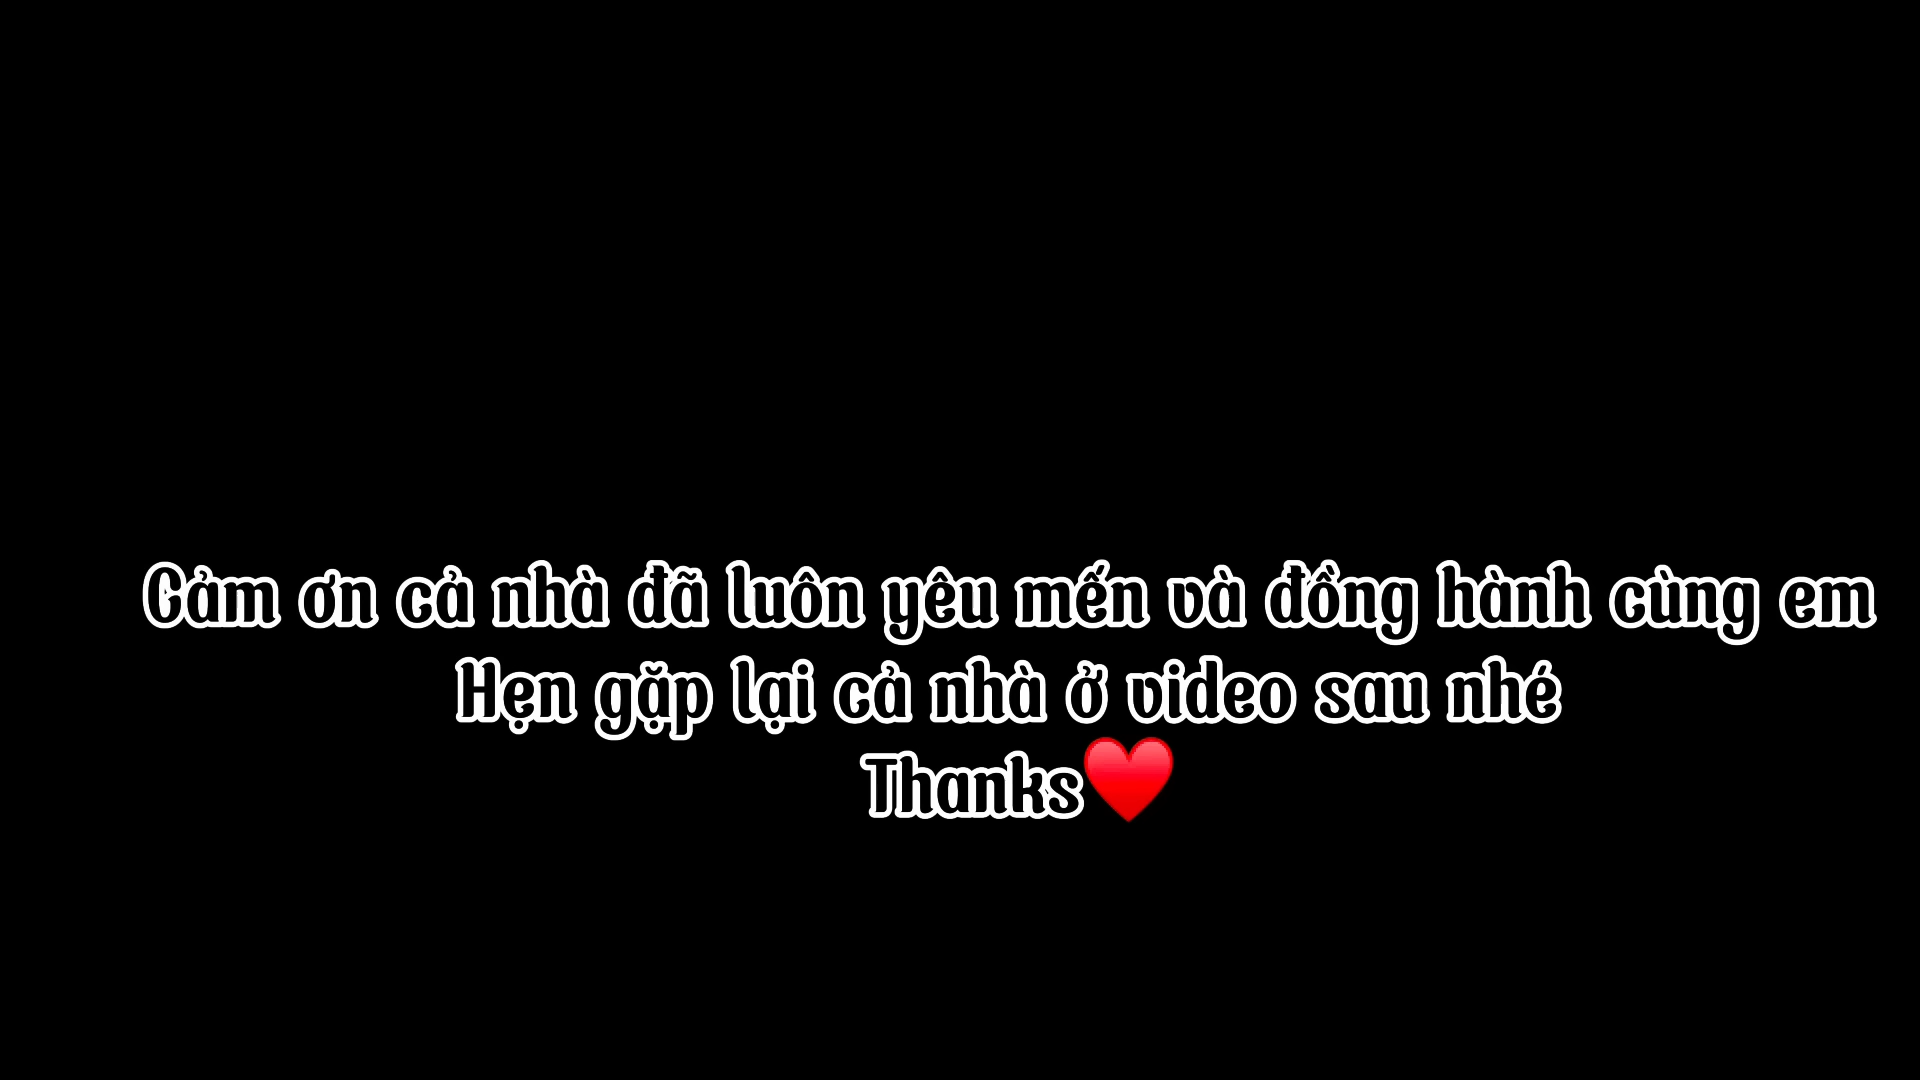 Cảm ơn cả nhà đã luôn yêu mến và đồng hành cùng em
Hẹn gặp lại cả nhà ở video sau nhé
Thanks❤️